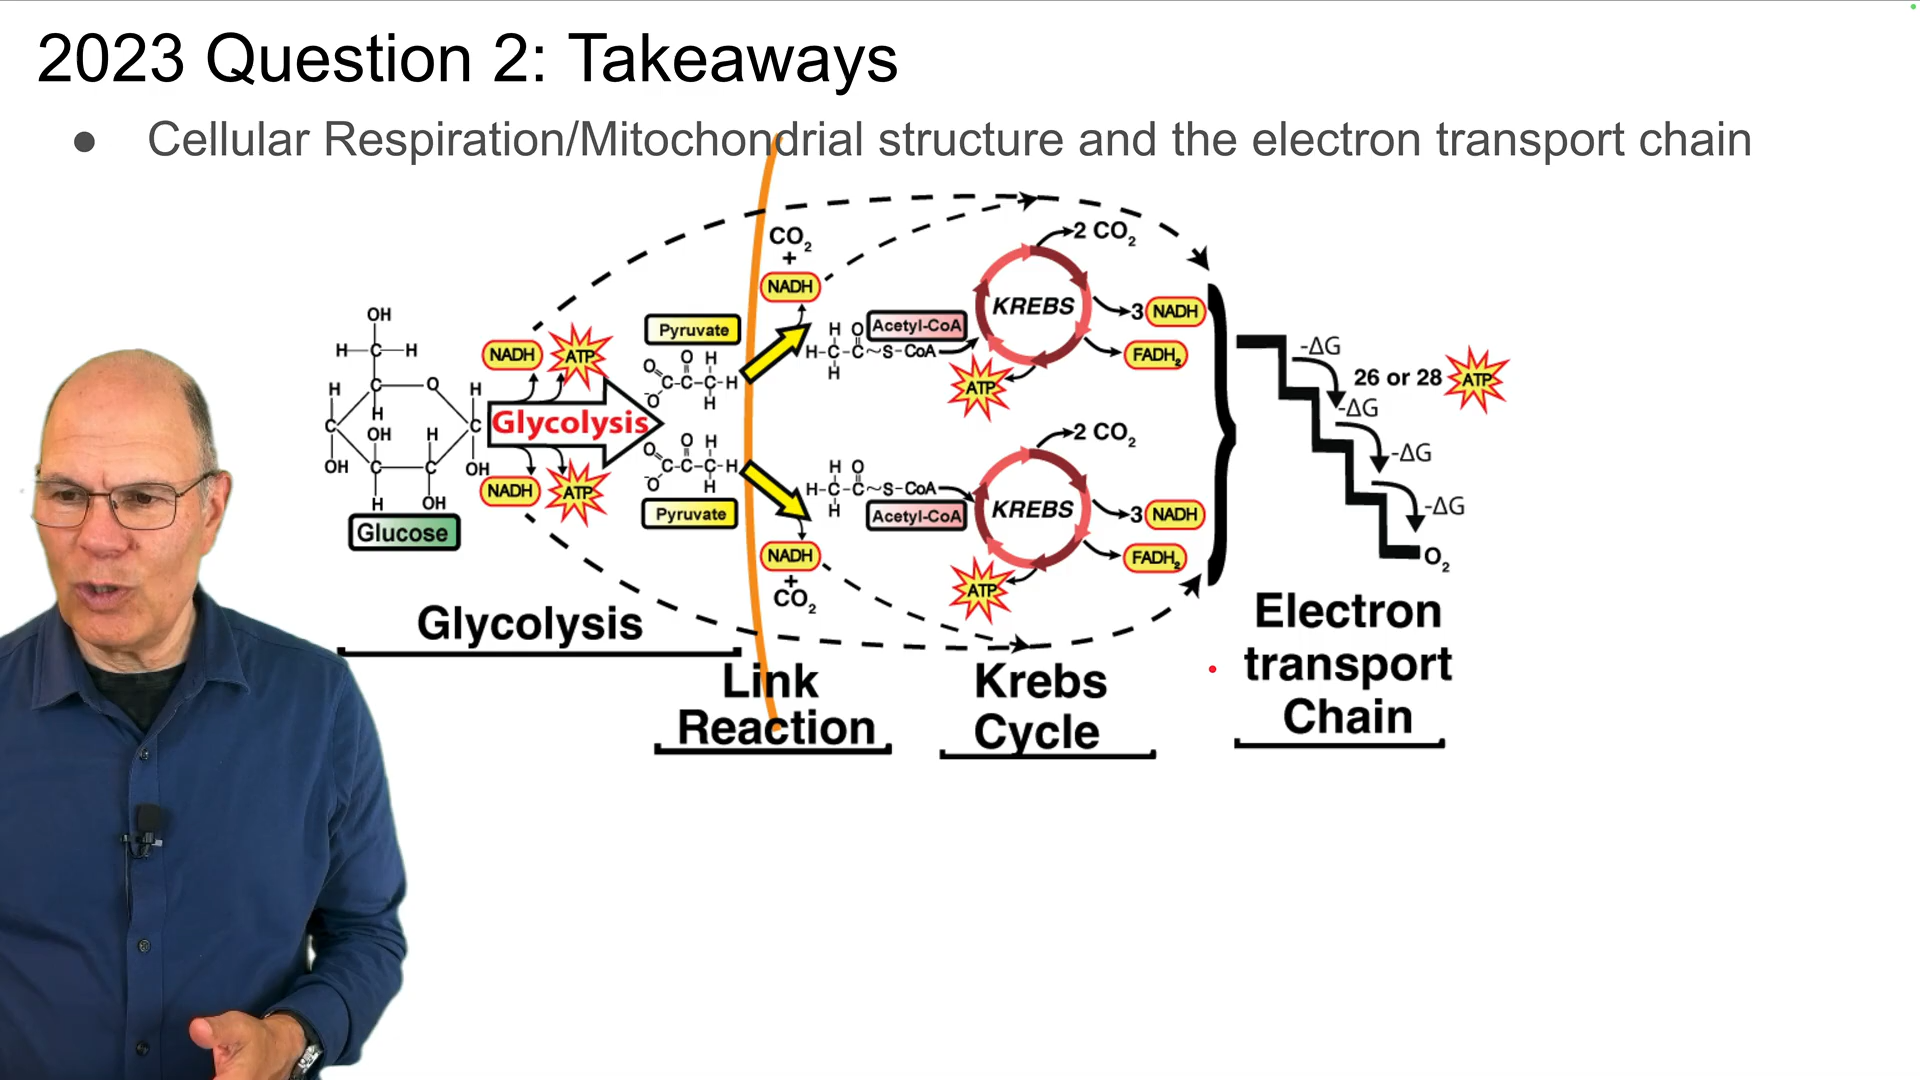 2023 Question 2: Takeaways
● Cellular Respiration/Mitochondrial structure and the electron transport chain
CO2
+
NADH
2 CO2
KREBS
3 NADH
FADH2
Acetyl-CoA
H O
H-C-C~S-CoA
H
ATP
Pyruvate
O O H
C-C-C-H
-O H
NADH
ATP
Glycolysis
NADH
ATP
OH
H-C-H
H C O H
C H C
OH H
OH C C OH
H OH
Glucose
O O H
C-C-C-H
-O H
Pyruvate
2 CO2
H O
H-C-C~S-CoA
H
Acetyl-CoA
KREBS
3 NADH
FADH2
ATP
NADH
+
CO2
-ΔG
26 or 28 ATP
-ΔG
-ΔG
-ΔG
O2
Glycolysis
Link
Reaction
Krebs
Cycle
Electron
transport
Chain